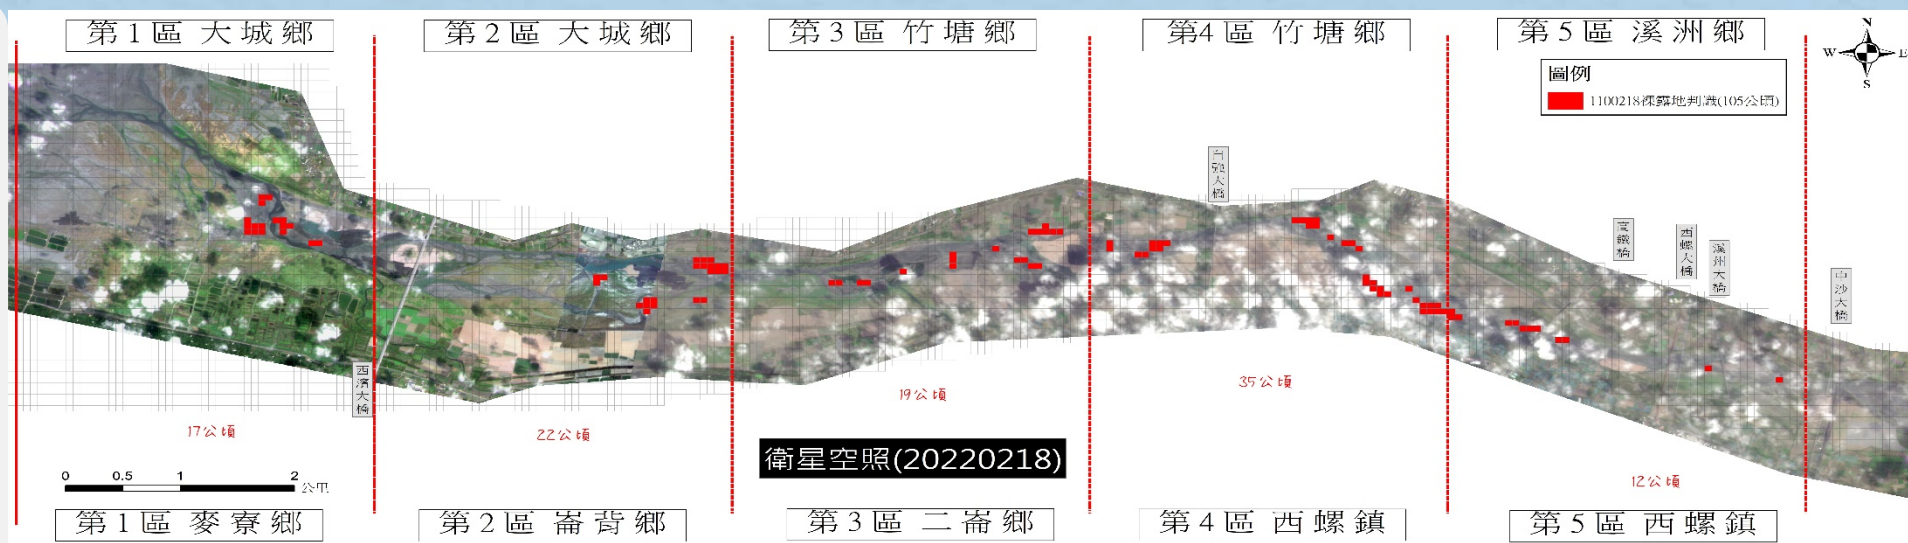 第1區 大城鄉
第2區 大城鄉
第3區 竹塘鄉
第4區 竹塘鄉
第5區 溪洲鄉
N
W
E
S
圖例
1100218裸露地判識(105公頃)
自強大橋
高鐵橋
西螺大橋
溪州大橋
中沙大橋
西濱大橋
17公頃
22公頃
19公頃
35公頃
12公頃
衛星空照(20220218)
0 0.5 1 2 公里
第1區 麥寮鄉
第2區 崙背鄉
第3區 二崙鄉
第4區 西螺鎮
第5區 西螺鎮